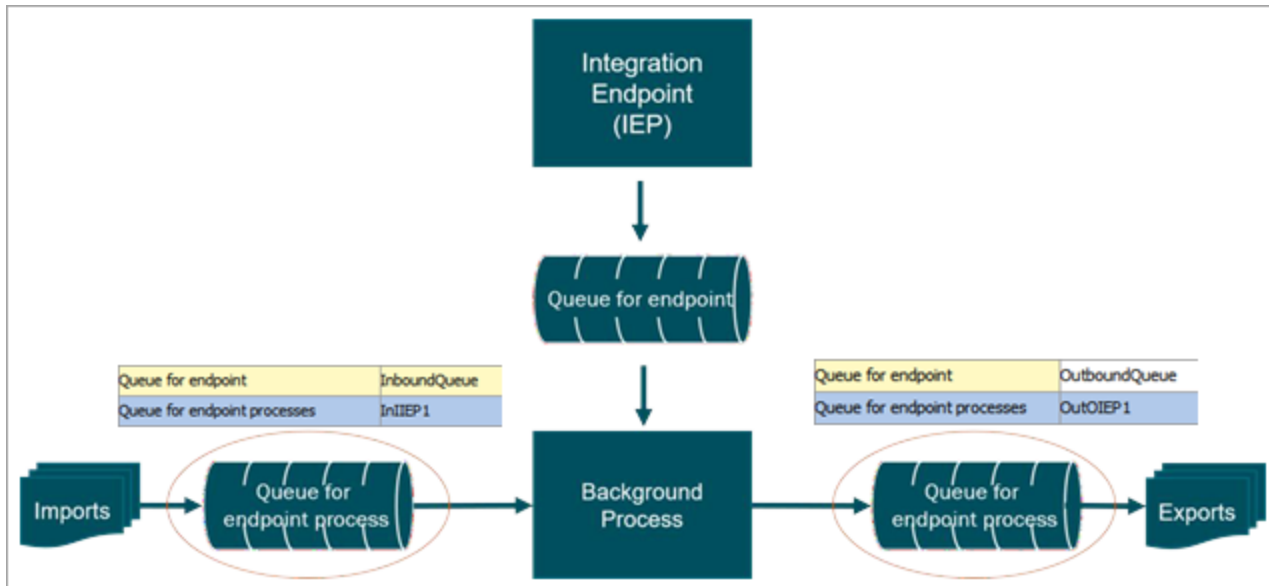 Integration
Endpoint
(IEP)
Queue for endpoint
Queue for endpoint InboundQueue
Queue for endpoint processes InIIEP1
Queue for endpoint OutboundQueue
Queue for endpoint processes OutOIEP1
Imports
Queue for
endpoint process
Background
Process
Queue for
endpoint process
Exports